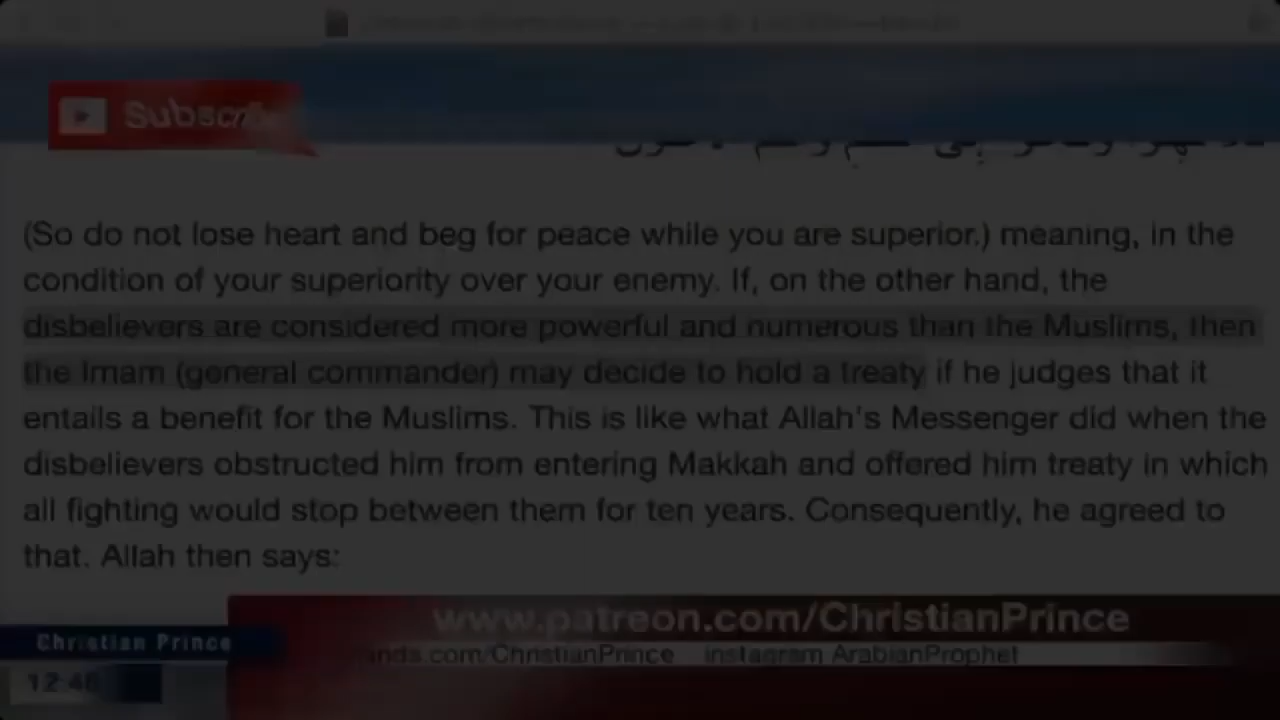 Subscribe
(So do not lose heart and beg for peace while you are superior.) meaning, in the
condition of your superiority over your enemy. If, on the other hand, the
disbelievers are considered more powerful and numerous than the Muslims, then
the Imam (general commander) may decide to hold a treaty if he judges that it
entails a benefit for the Muslims. This is like what Allah's Messenger did when the
disbelievers obstructed him from entering Makkah and offered him treaty in which
all fighting would stop between them for ten years. Consequently, he agreed to
that. Allah then says:
www.patreon.com/ChristianPrince
Christian Prince
anda.com/ChristianPrince instagram ArabianProphet
12:46